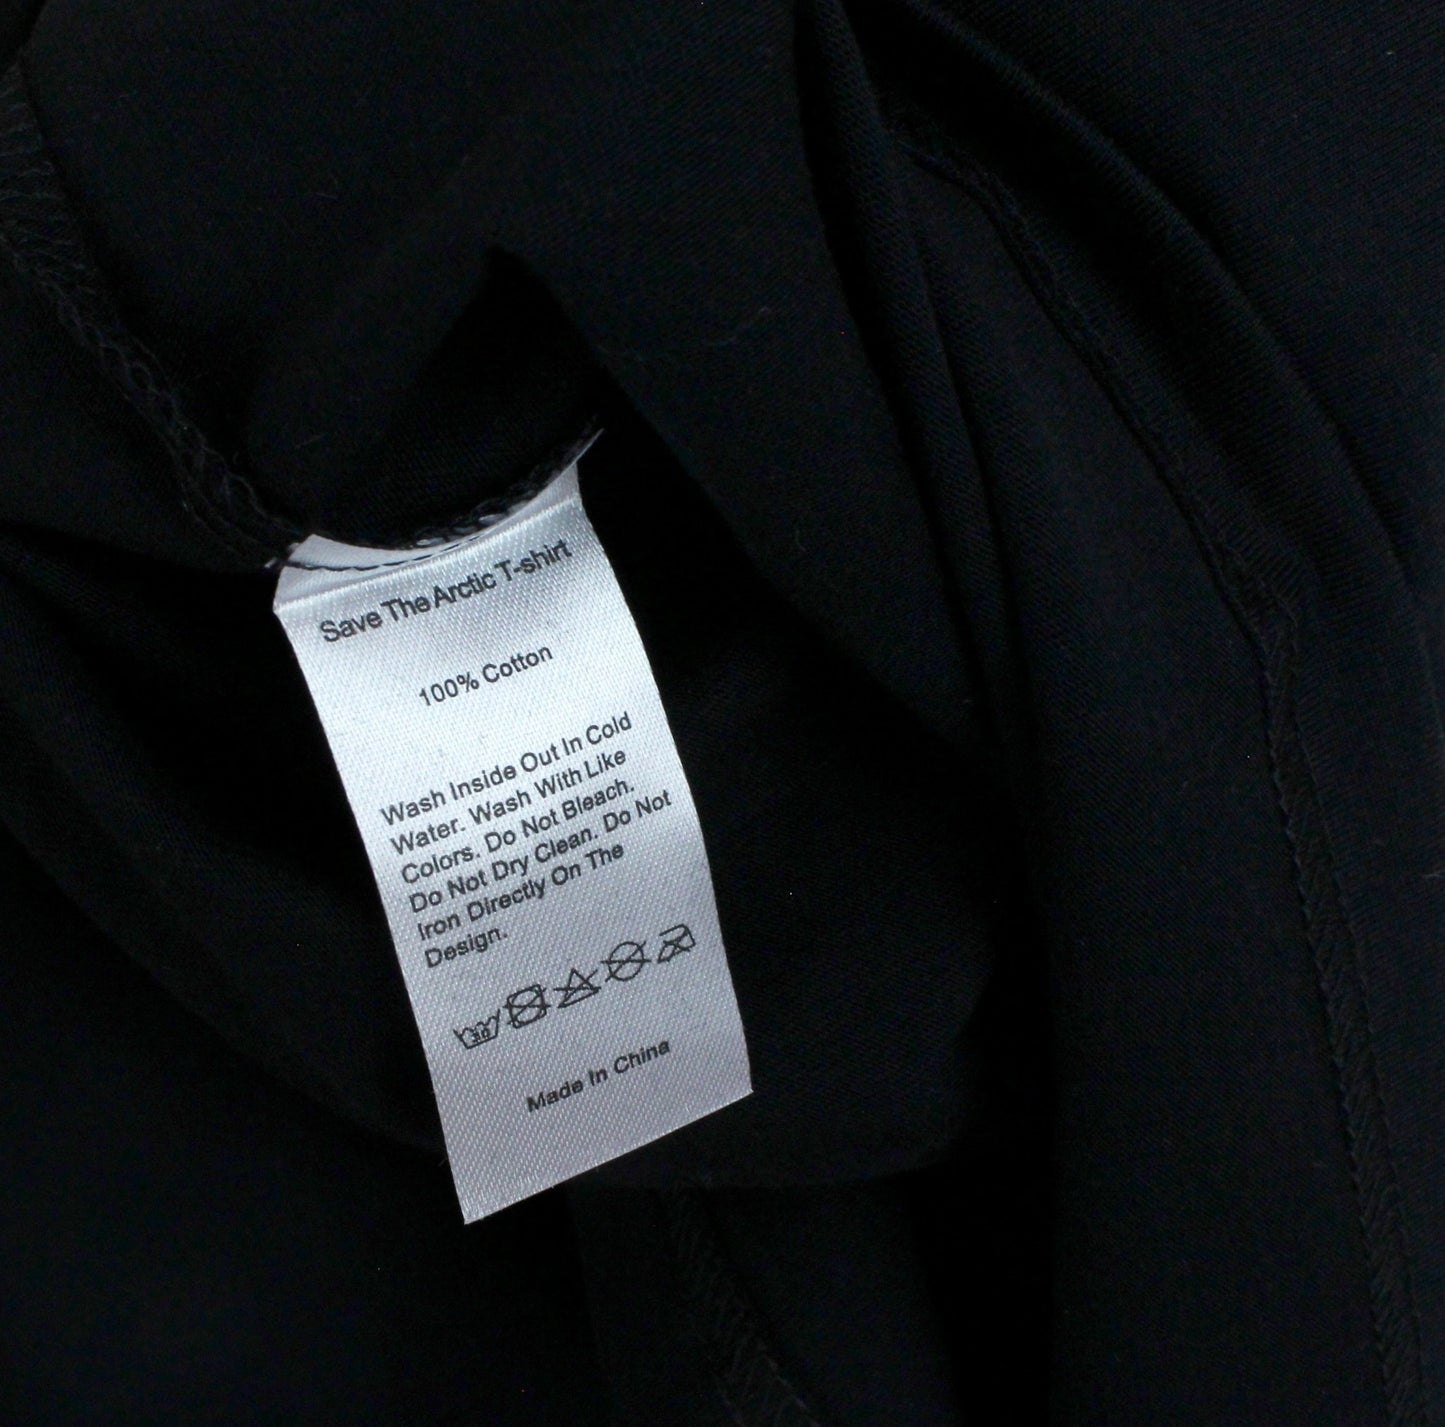 Save The Arctic T-shirt
100% Cotton
Wash Inside Out In Cold
Water. Wash With Like
Colors. Do Not Bleach.
Do Not Dry Clean. Do Not
Iron Directly On The
Design.
30
Made In China